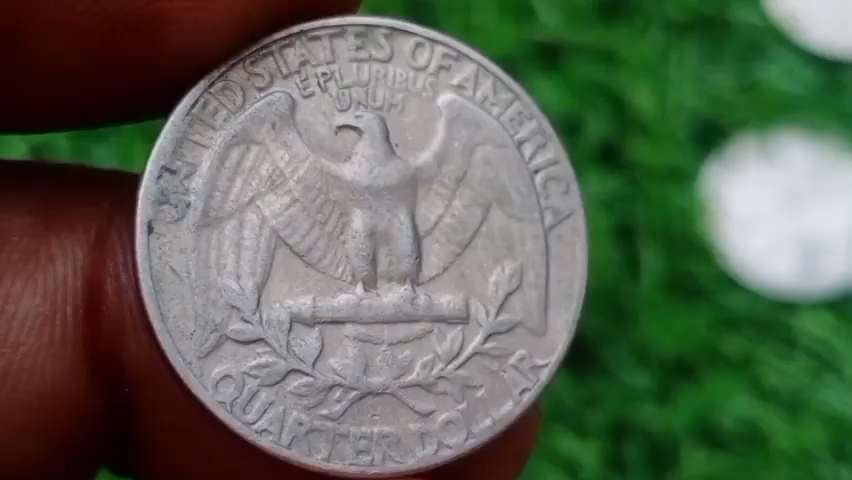 UNITED STATES OF AMERICA
E PLURIBUS
UNUM
QUARTER DOLLAR